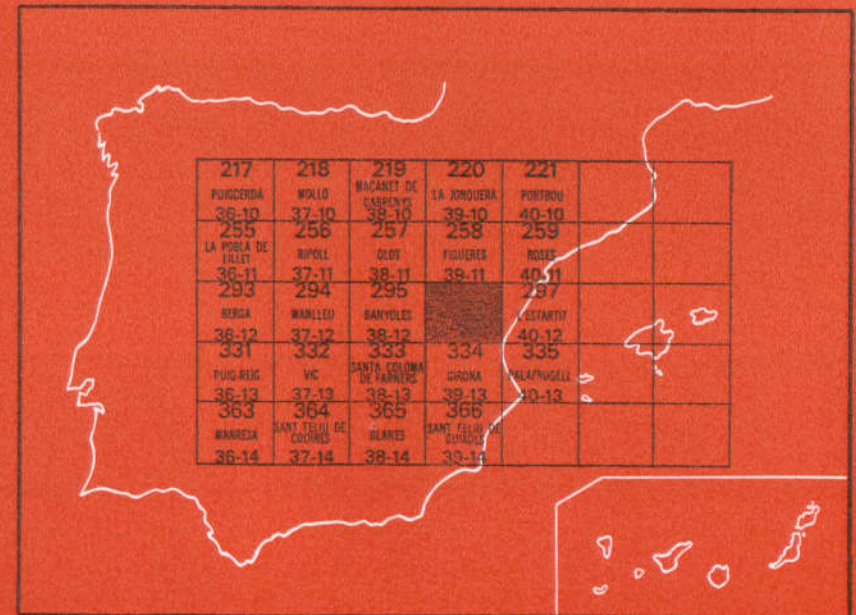 217 218 219 220 221
PUIGCERDA MOLLO MACANET DE CABRENYS LA JONQUERA PORTBOU
36-10 37-10 38-10 39-10 40-10
255 256 257 258 259
LA POBLA DE LILLET RIPOLL OLOT FIGUERES ROSES
36-11 37-11 38-11 39-11 40-11
293 294 295 297
BERGA MANLLEU BANYOLES L'ESTARTIT
36-12 37-12 38-12 40-12
331 332 333 334 335
PUIG-REIG VIC SANTA COLOMA DE FARNERS GIRONA PALAFRUGELL
36-13 37-13 38-13 39-13 40-13
363 364 365 366
MANRESA SANT FELIU DE CODINES BLANES SANT FELIU DE GUIXOLS
36-14 37-14 38-14 39-14